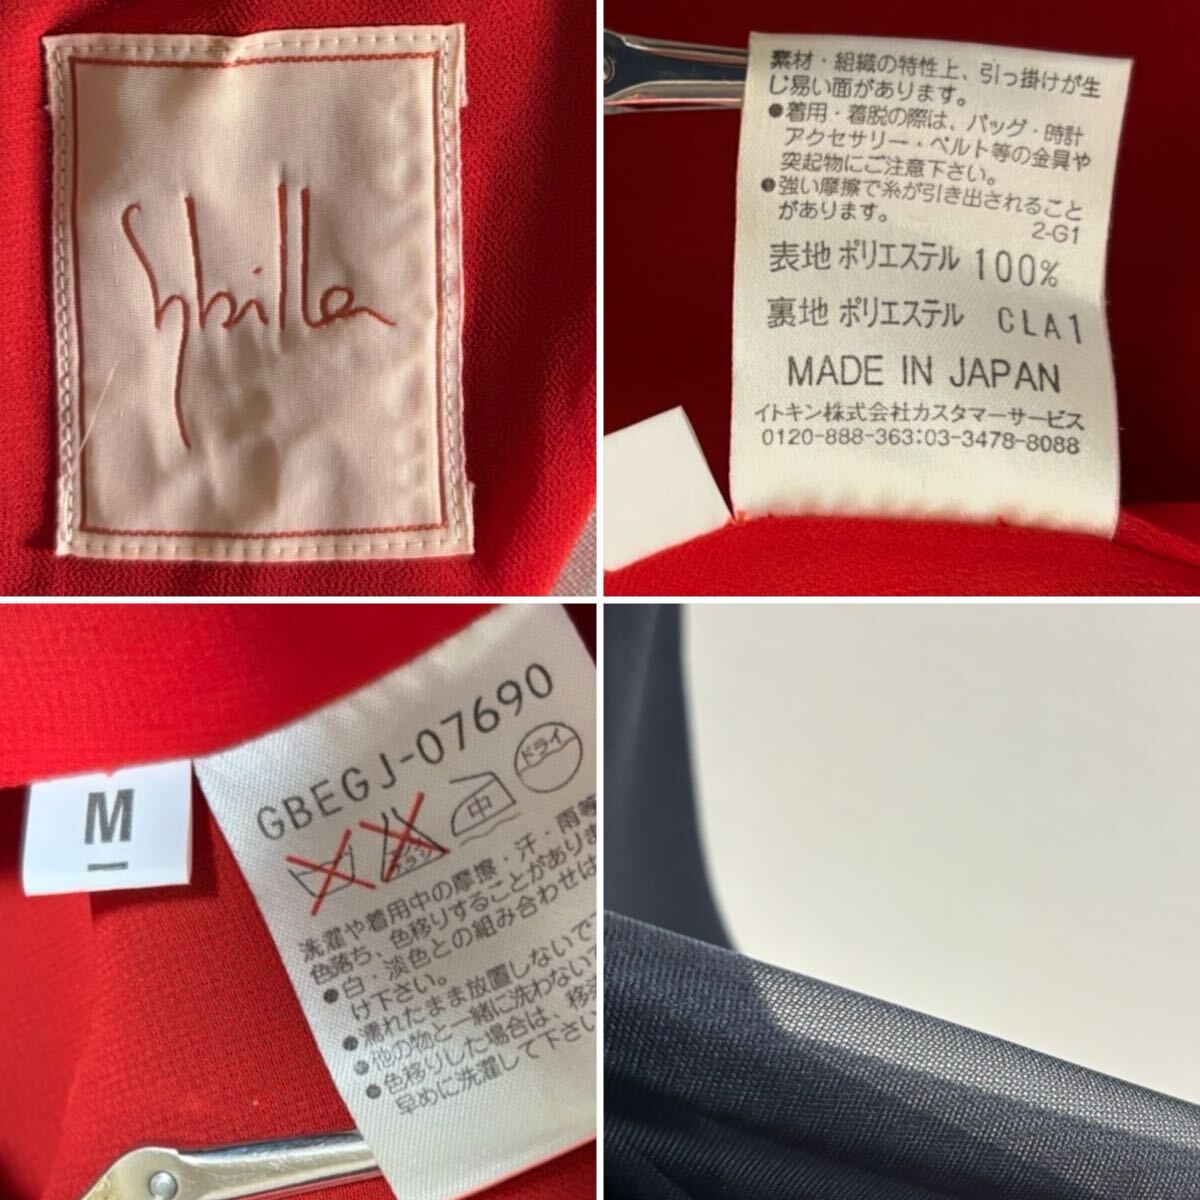 Sybilla
素材・組織の特性上、引っ掛けが生
じ易い面があります。
●着用・着脱の際は、バッグ・時計
アクセサリー・ベルト等の金具や
突起物にご注意下さい。
●強い摩擦で糸が引き出されること
があります。
2-G1
表地 ポリエステル 100%
裏地 ポリエステル CLA1
MADE IN JAPAN
イトキン株式会社カスタマーサービス
0120-888-363:03-3478-8088
M
GBEGJ-07690
中 ドライ
洗濯や着用中の摩擦・汗・雨等
色落ち、色移りすることがありま
●白・淡色との組み合わせは
け下さい。
●濡れたまま放置しないで
●他の物と一緒に洗わないで
●色移りした場合は、移染
早めに洗濯して下さい